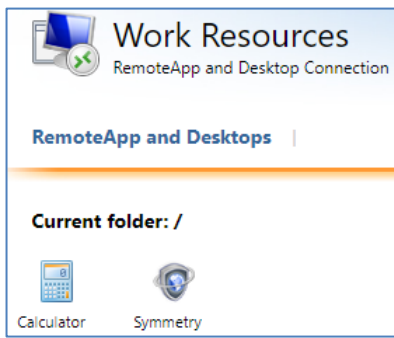 Work Resources
RemoteApp and Desktop Connection
RemoteApp and Desktops |
Current folder: /
Calculator Symmetry